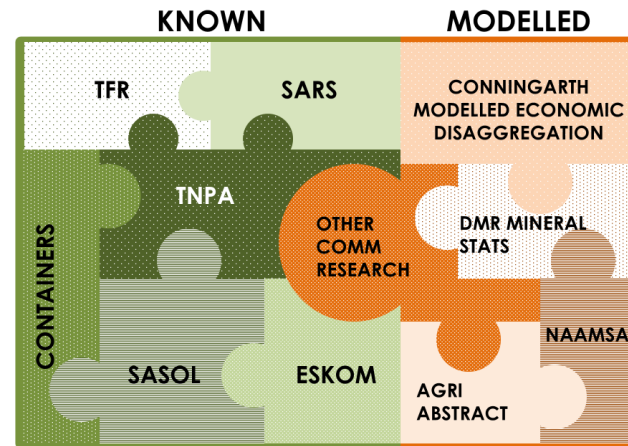 KNOWN
MODELLED
TFR
SARS
CONNINGARTH
MODELLED ECONOMIC
DISAGGREGATION
TNPA
OTHER
COMM
RESEARCH
DMR MINERAL
STATS
CONTAINERS
SASOL
ESKOM
NAAMSA
AGRI
ABSTRACT